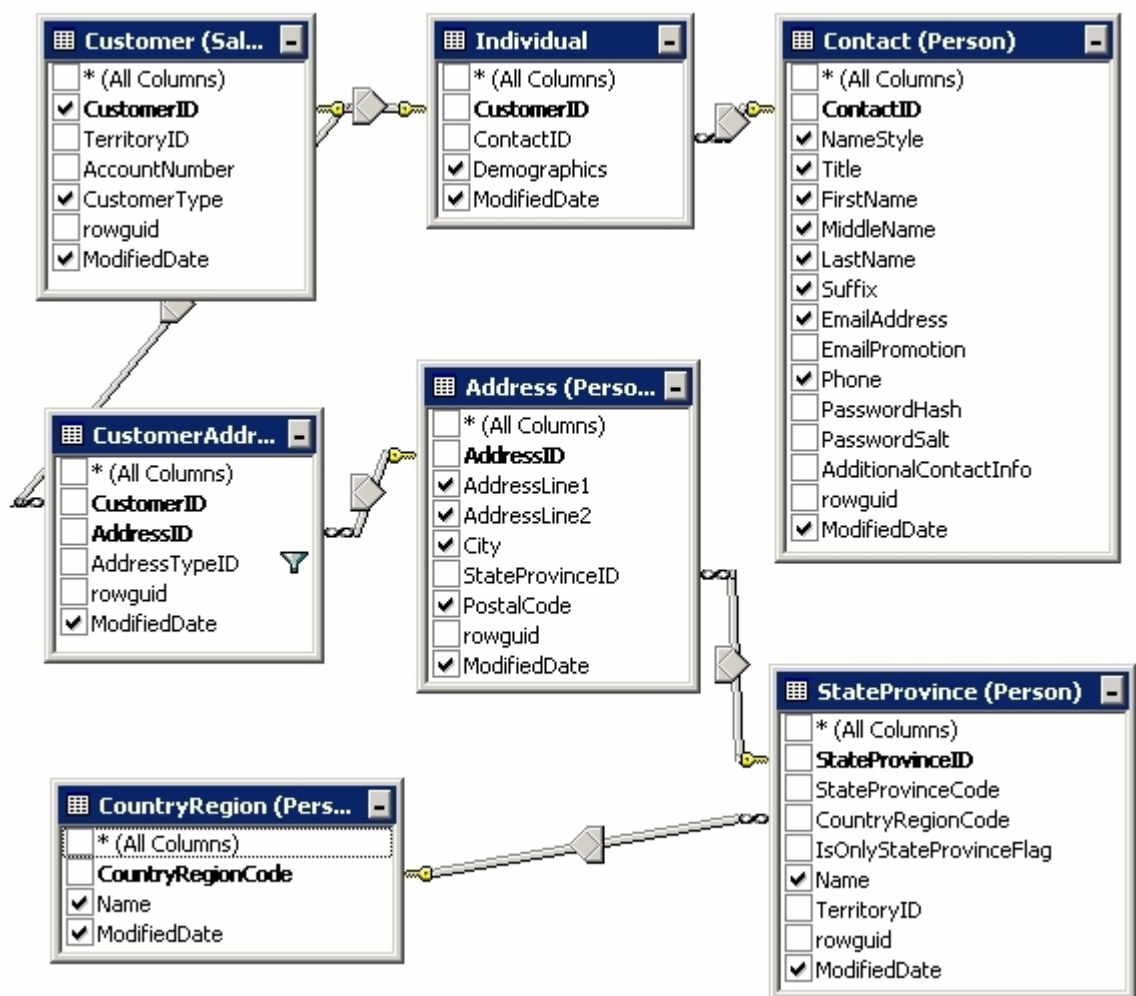 Customer (Sal...
* (All Columns)
CustomerID
TerritoryID
AccountNumber
CustomerType
rowguid
ModifiedDate
Individual
* (All Columns)
CustomerID
ContactID
Demographics
ModifiedDate
Contact (Person)
* (All Columns)
ContactID
NameStyle
Title
FirstName
MiddleName
LastName
Suffix
EmailAddress
EmailPromotion
Phone
PasswordHash
PasswordSalt
AdditionalContactInfo
rowguid
ModifiedDate
CustomerAddr...
* (All Columns)
CustomerID
AddressID
AddressTypeID
rowguid
ModifiedDate
Address (Perso...
* (All Columns)
AddressID
AddressLine1
AddressLine2
City
StateProvinceID
PostalCode
rowguid
ModifiedDate
StateProvince (Person)
* (All Columns)
StateProvinceID
StateProvinceCode
CountryRegionCode
IsOnlyStateProvinceFlag
Name
TerritoryID
rowguid
ModifiedDate
CountryRegion (Pers...
* (All Columns)
CountryRegionCode
Name
ModifiedDate